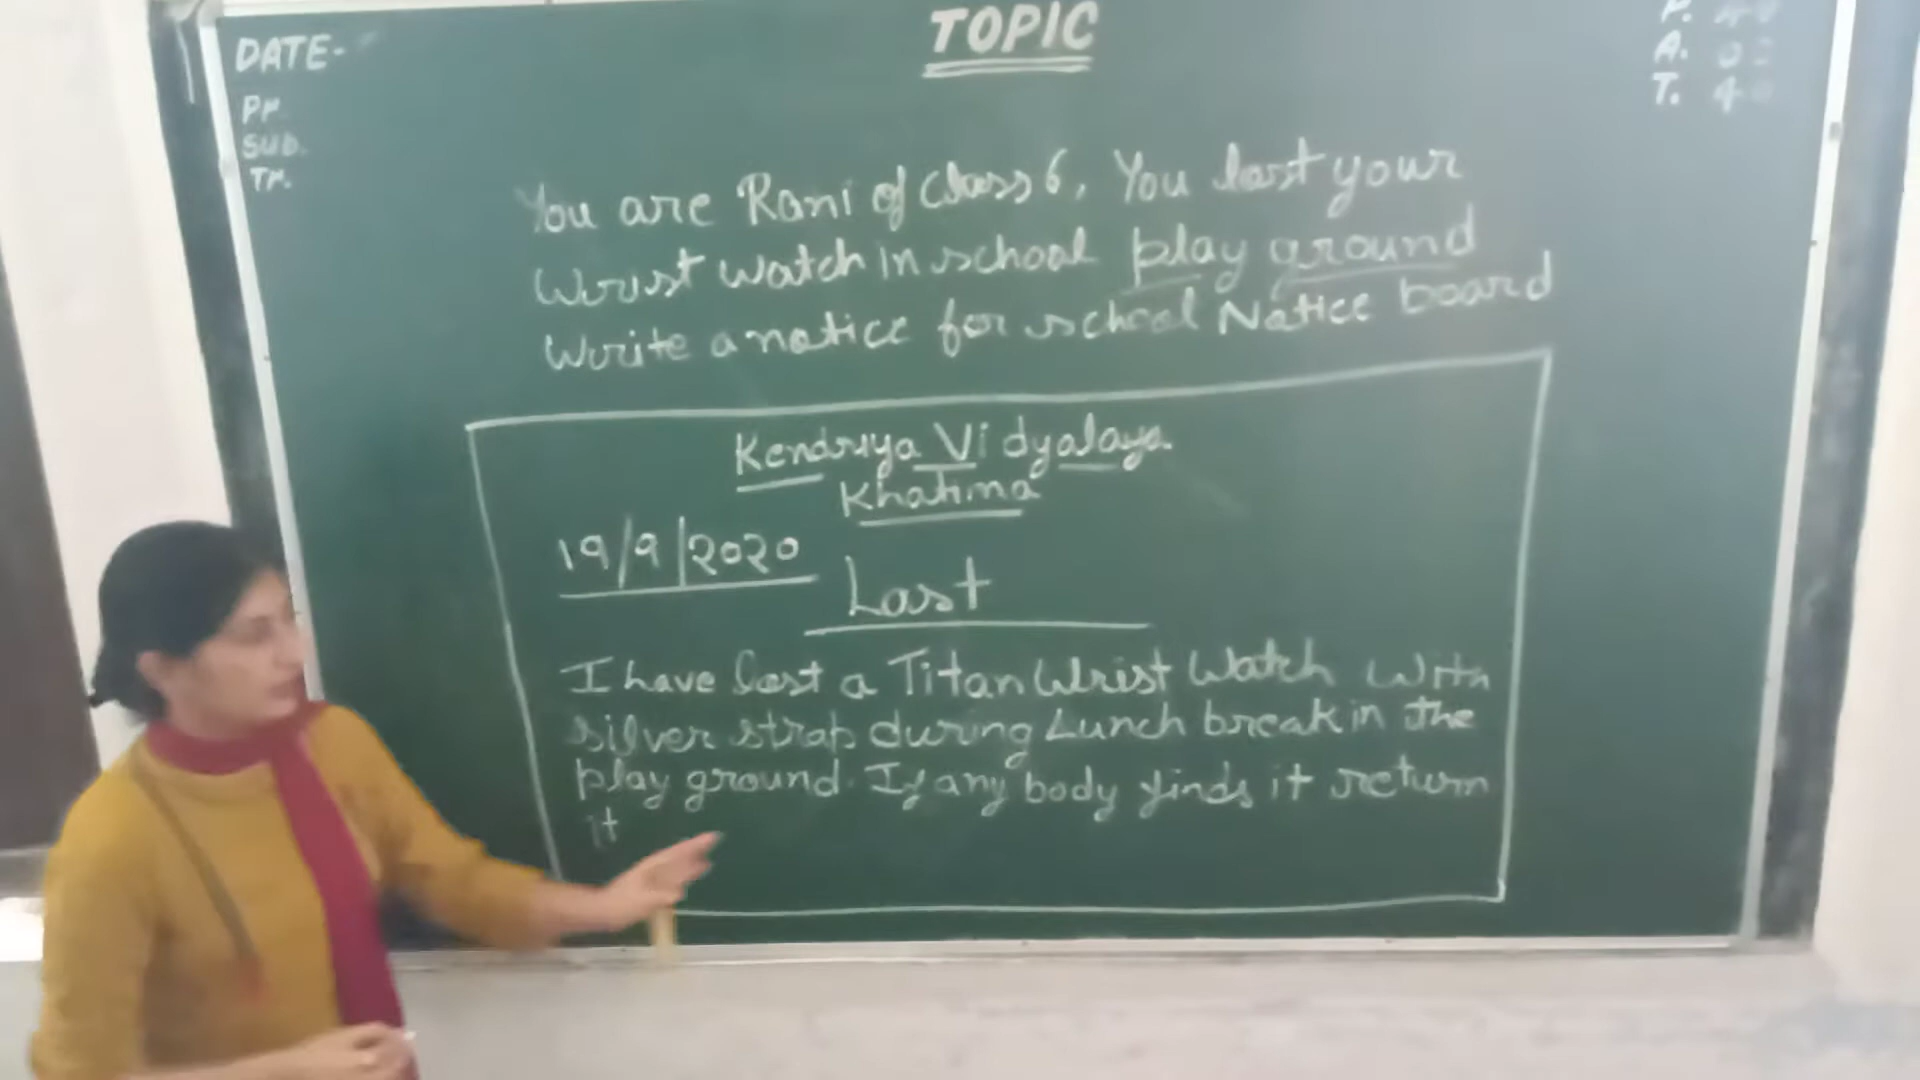 TOPIC
DATE-
Pr.
SUB.
Tr.
P.
A.
T.
You are Rani of class 6, You lost your
Wrist watch in school play ground
Write a notice for school Notice board
Kendriya Vidyalaya
Khatima
19/9/2020
Lost
I have lost a Titan Wrist Watch With
silver strap during Lunch break in the
play ground. If any body finds it return
it